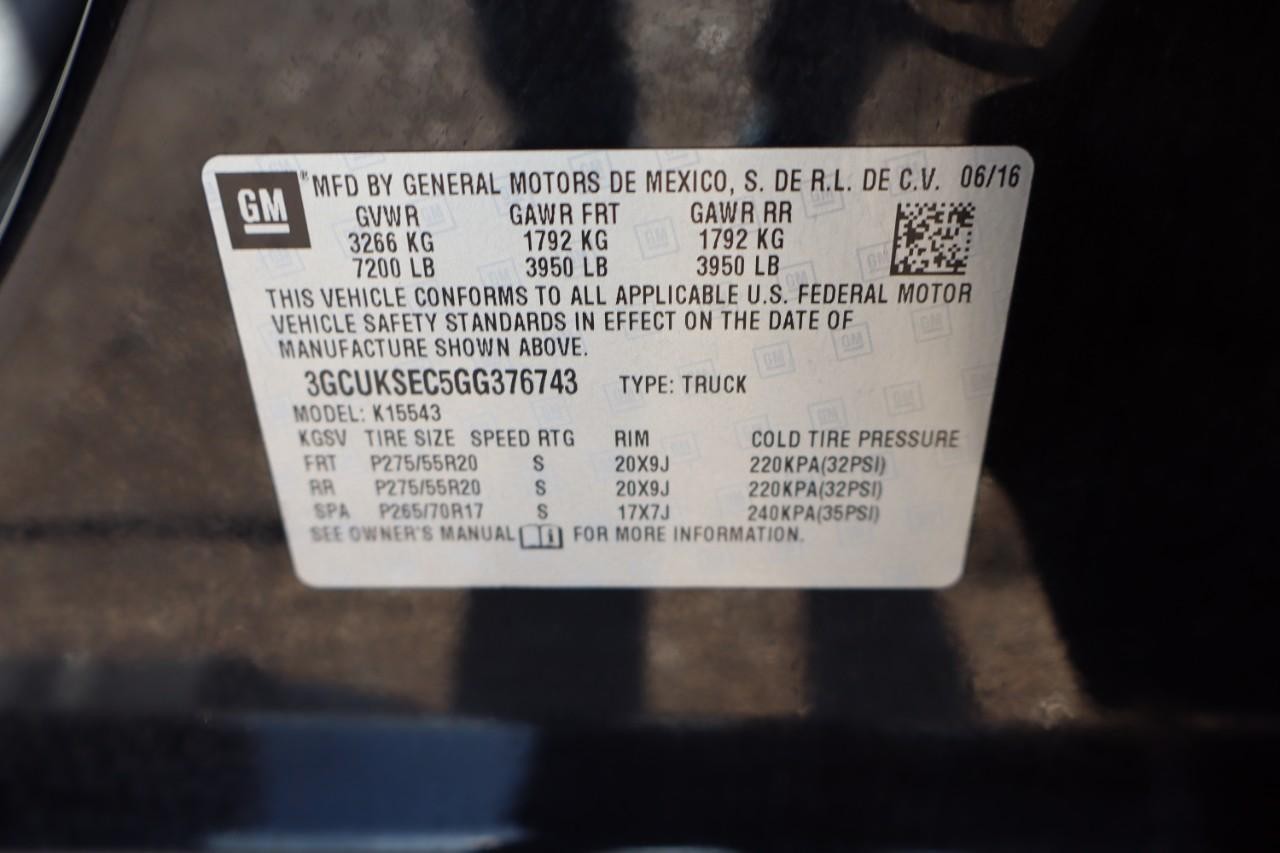 GM ® MFD BY GENERAL MOTORS DE MEXICO, S. DE R.L. DE C.V. 06/16
GVWR GAWR FRT GAWR RR
3266 KG 1792 KG 1792 KG
7200 LB 3950 LB 3950 LB
THIS VEHICLE CONFORMS TO ALL APPLICABLE U.S. FEDERAL MOTOR
VEHICLE SAFETY STANDARDS IN EFFECT ON THE DATE OF
MANUFACTURE SHOWN ABOVE.
3GCUKSEC5GG376743 TYPE: TRUCK
MODEL: K15543
KGSV TIRE SIZE SPEED RTG RIM COLD TIRE PRESSURE
FRT P275/55R20 S 20X9J 220KPA(32PSI)
RR P275/55R20 S 20X9J 220KPA(32PSI)
SPA P265/70R17 S 17X7J 240KPA(35PSI)
SEE OWNER'S MANUAL i FOR MORE INFORMATION.